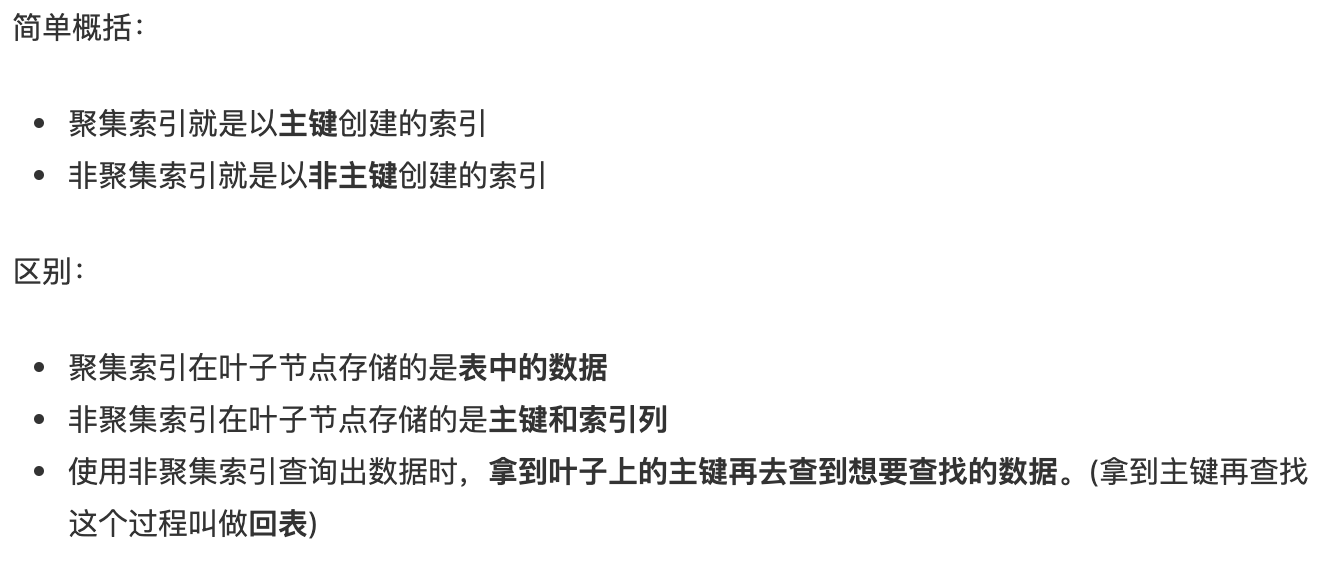 简单概括：
• 聚集索引就是以主键创建的索引
• 非聚集索引就是以非主键创建的索引
区别：
• 聚集索引在叶子节点存储的是表中的数据
• 非聚集索引在叶子节点存储的是主键和索引列
• 使用非聚集索引查询出数据时，拿到叶子上的主键再去查到想要查找的数据。(拿到主键再查找
这个过程叫做回表)